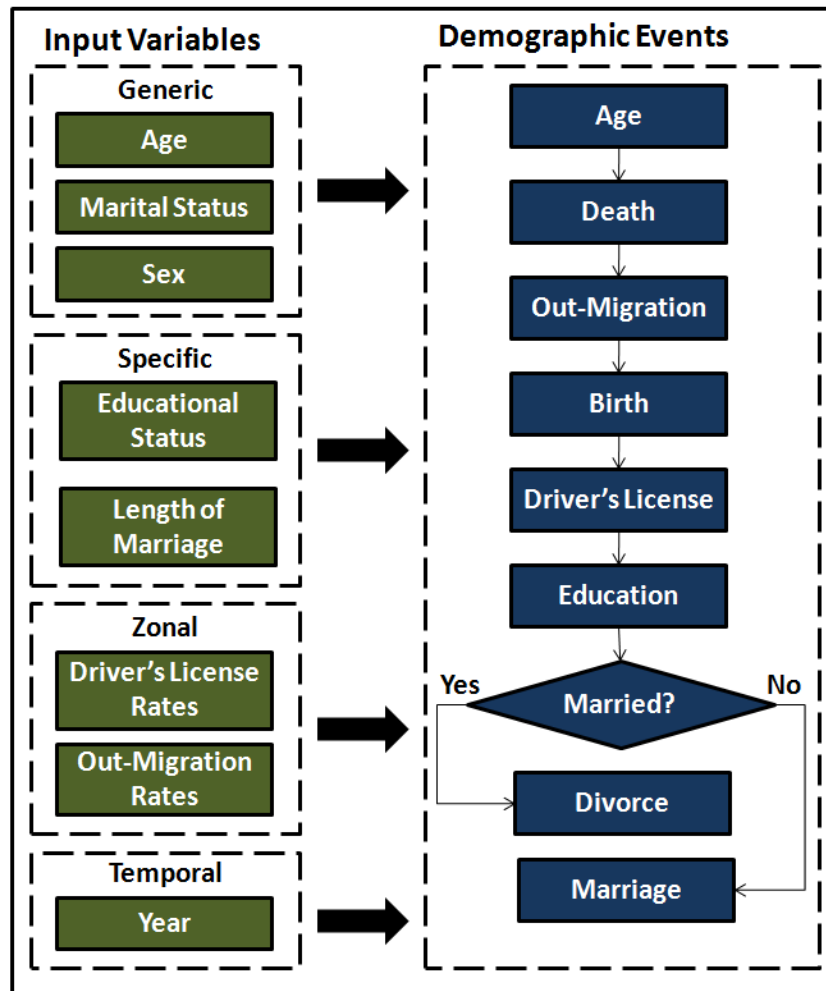 Input Variables
Generic
Age
Marital Status
Sex
Specific
Educational
Status
Length of
Marriage
Zonal
Driver's License
Rates
Out-Migration
Rates
Temporal
Year
Demographic Events
Age
Death
Out-Migration
Birth
Driver's License
Education
Yes
Married?
No
Divorce
Marriage